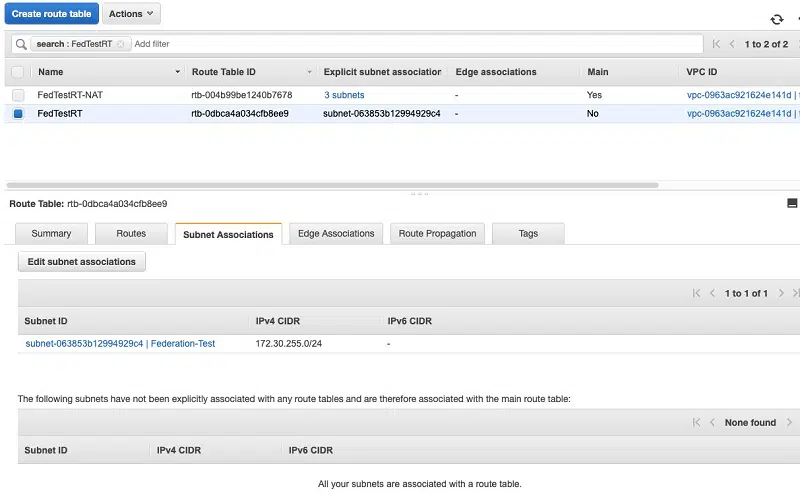 Create route table Actions
search : FedTestRT Add filter 1 to 2 of 2
Name Route Table ID Explicit subnet association Edge associations Main VPC ID
FedTestRT-NAT rtb-004b99be1240b7678 3 subnets - Yes vpc-0963ac921624e141d |
FedTestRT rtb-0dbca4a034cfb8ee9 subnet-063853b12994929c4 - No vpc-0963ac921624e141d |
Route Table: rtb-0dbca4a034cfb8ee9
Summary Routes Subnet Associations Edge Associations Route Propagation Tags
Edit subnet associations
1 to 1 of 1
Subnet ID IPv4 CIDR IPv6 CIDR
subnet-063853b12994929c4 | Federation-Test 172.30.255.0/24 -
The following subnets have not been explicitly associated with any route tables and are therefore associated with the main route table:
None found
Subnet ID IPv4 CIDR IPv6 CIDR
All your subnets are associated with a route table.